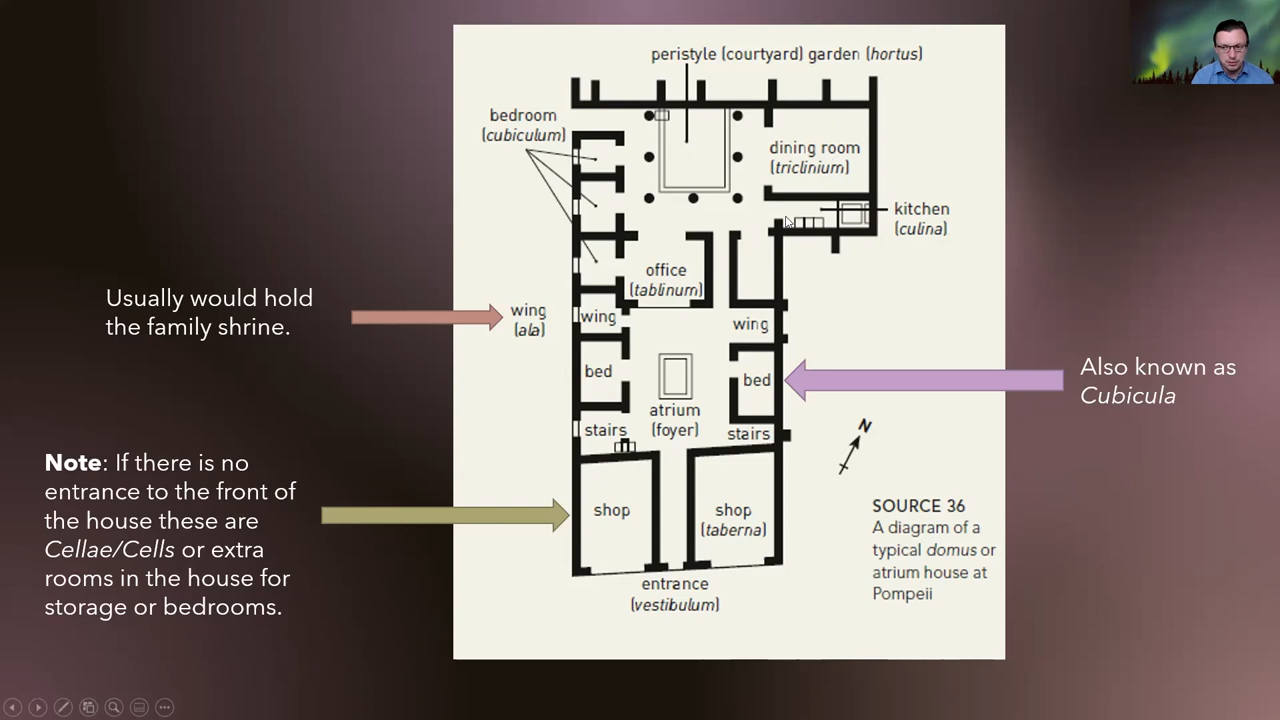 peristyle (courtyard) garden (hortus)
bedroom
(cubiculum)
dining room
(triclinium)
kitchen
(culina)
office
(tablinum)
Usually would hold
the family shrine.
wing
(ala)
wing
wing
Also known as
Cubicula
bed
bed
atrium
(foyer)
stairs
stairs
N
Note: If there is no
entrance to the front of
the house these are
Cellae/Cells or extra
rooms in the house for
storage or bedrooms.
shop
shop
(taberna)
SOURCE 36
A diagram of a
typical domus or
atrium house at
Pompeii
entrance
(vestibulum)